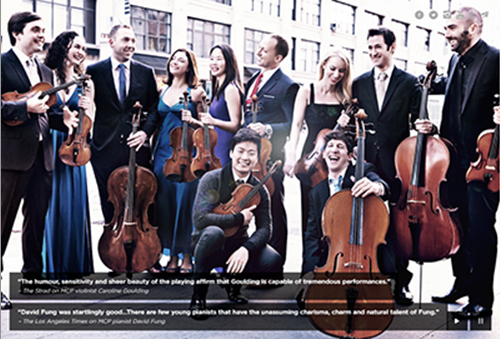 "The humour, sensitivity and sheer beauty of the playing affirm that Goulding is capable of tremendous performances."
- The Strad on MCP violinist Caroline Goulding
"David Fung was startlingly good...There are few young pianists that have the unassuming charisma, charm and natural talent of Fung."
- The Los Angeles Times on MCP pianist David Fung